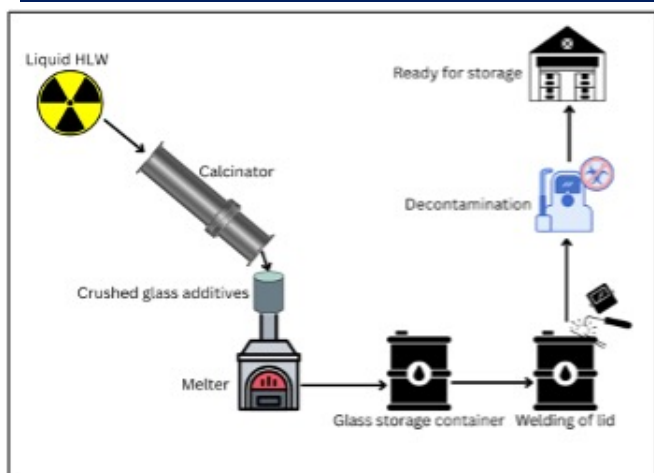 Liquid HLW
Calcinator
Crushed glass additives
Melter
Glass storage container
Welding of lid
Decontamination
Ready for storage